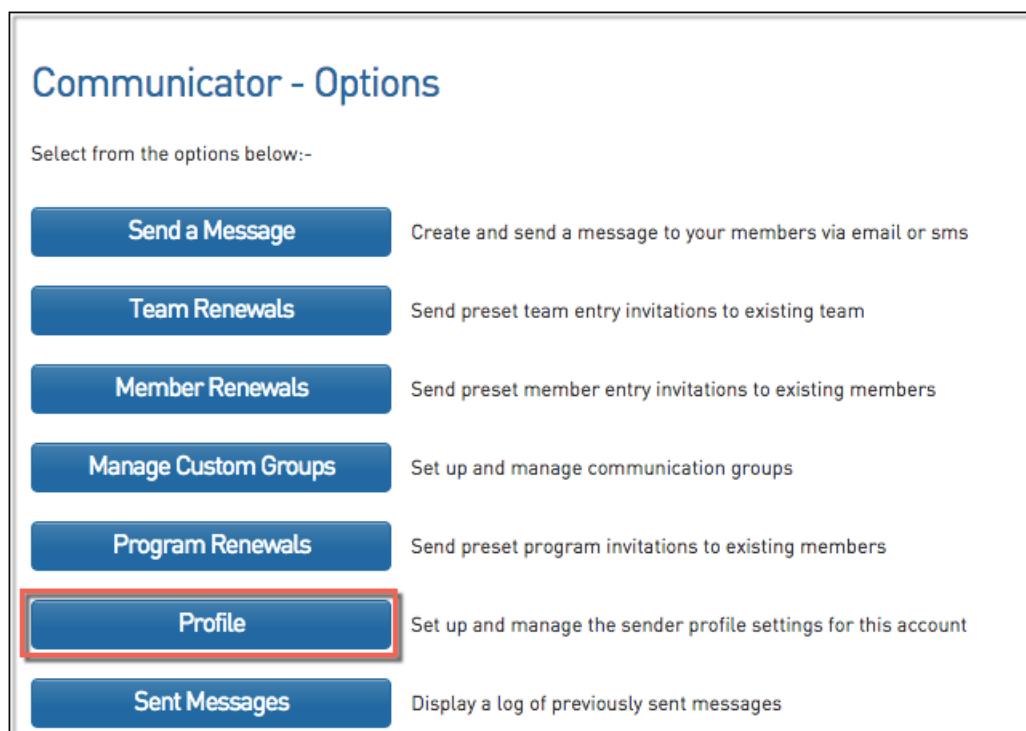 Communicator - Options
Select from the options below:-
Send a Message
Create and send a message to your members via email or sms
Team Renewals
Send preset team entry invitations to existing team
Member Renewals
Send preset member entry invitations to existing members
Manage Custom Groups
Set up and manage communication groups
Program Renewals
Send preset program invitations to existing members
Profile
Set up and manage the sender profile settings for this account
Sent Messages
Display a log of previously sent messages